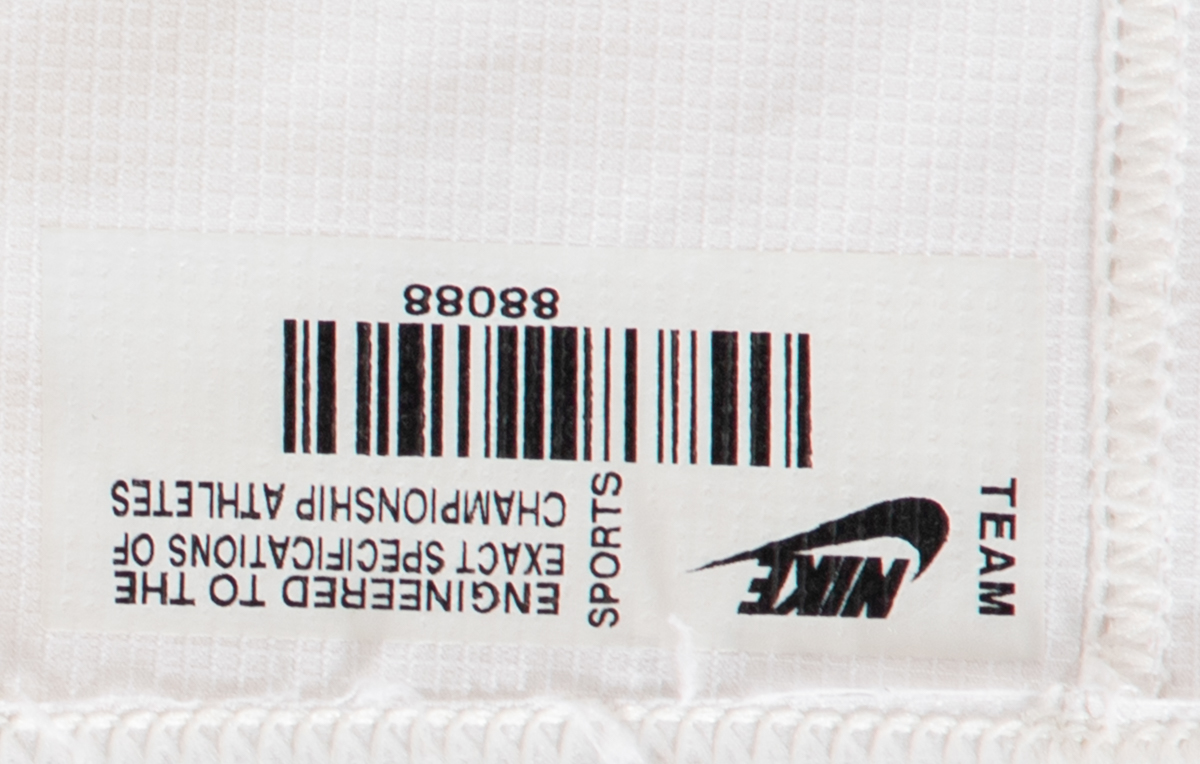 TEAM
NIKE
SPORTS
ENGINEERED TO THE
EXACT SPECIFICATIONS OF
CHAMPIONSHIP ATHLETES
88088